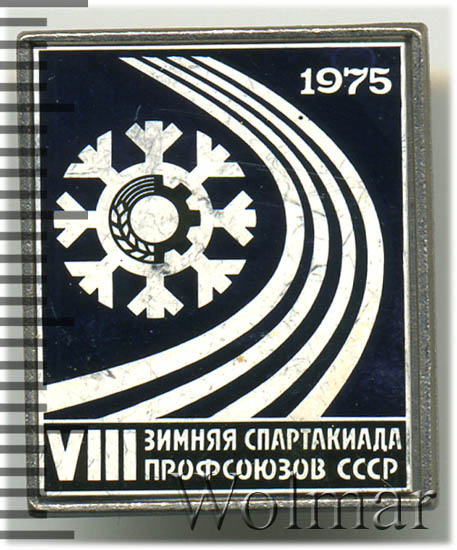 1975
VIII ЗИМНЯЯ СПАРТАКИАДА
ПРОФСОЮЗОВ СССР
Wolmar